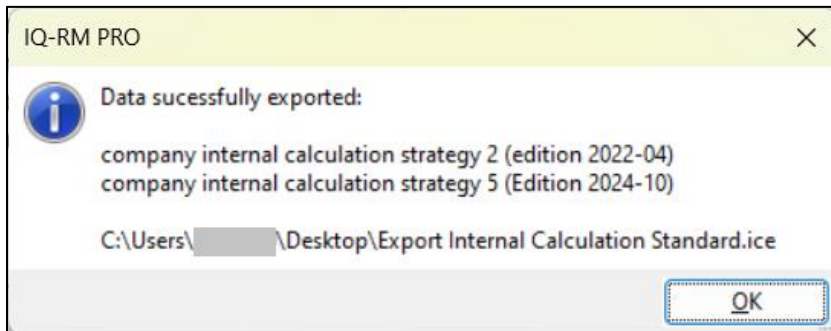 IQ-RM PRO
Data sucessfully exported:
company internal calculation strategy 2 (edition 2022-04)
company internal calculation strategy 5 (Edition 2024-10)
C:\Users\ \Desktop\Export Internal Calculation Standard.ice
OK